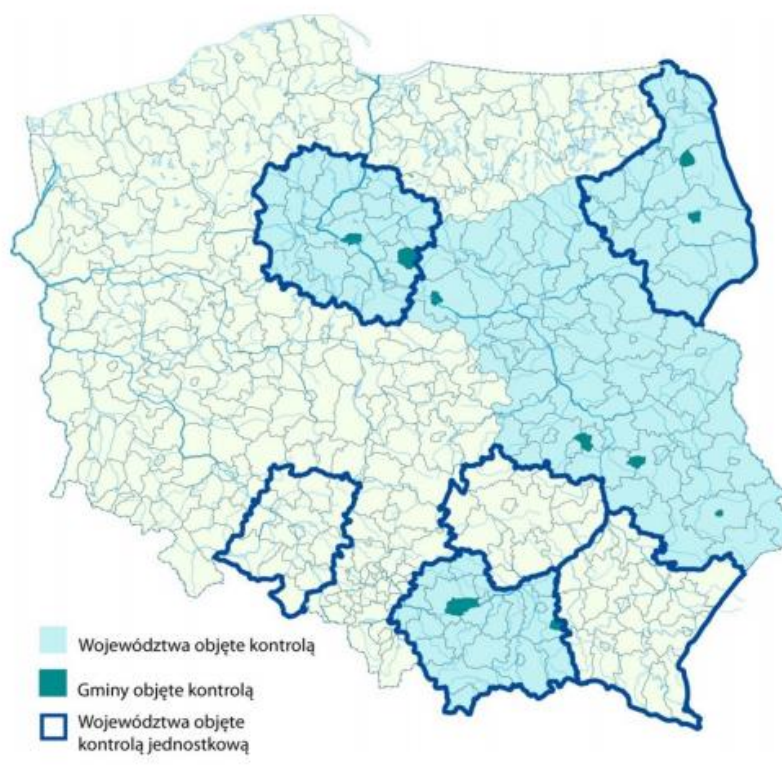 Województwa objęte kontrolą
Gminy objęte kontrolą
Województwa objęte
kontrolą jednostkową